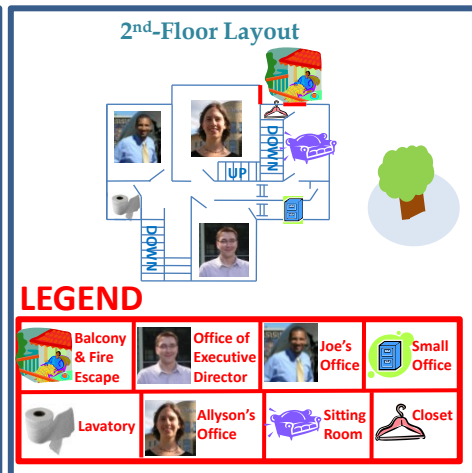 2nd-Floor Layout
DOWN
UP
DOWN
LEGEND
Balcony
& Fire
Escape
Office of
Executive
Director
Joe's
Office
Small
Office
Lavatory
Allyson's
Office
Sitting
Room
Closet